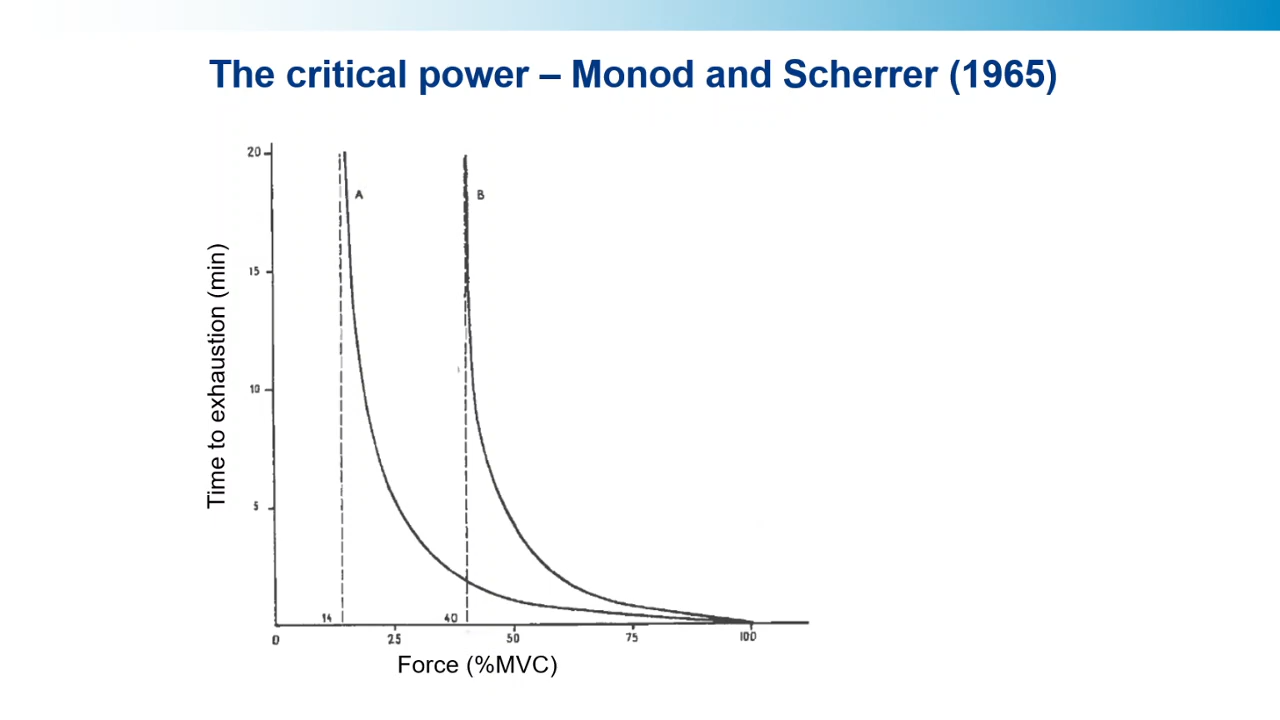 The critical power – Monod and Scherrer (1965)
20
A
B
15
10
5
14
40
0
25
50
75
100
Time to exhaustion (min)
Force (%MVC)